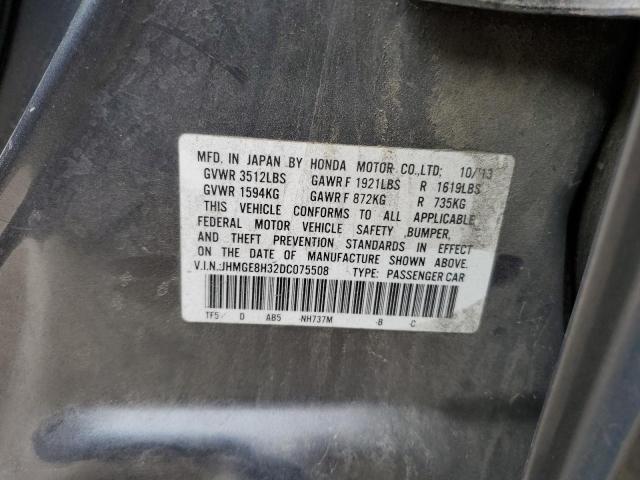 MFD. IN JAPAN BY HONDA MOTOR CO.,LTD; 10/13
GVWR 3512LBS GAWR F 1921LBS R 1619LBS
GVWR 1594KG GAWR F 872KG R 735KG
THIS VEHICLE CONFORMS TO ALL APPLICABLE
FEDERAL MOTOR VEHICLE SAFETY, BUMPER,
AND THEFT PREVENTION STANDARDS IN EFFECT
ON THE DATE OF MANUFACTURE SHOWN ABOVE.
V.I.N.:JHMGE8H32DC075508 TYPE: PASSENGER CAR
TF5 D AB5 -NH737M -B -C